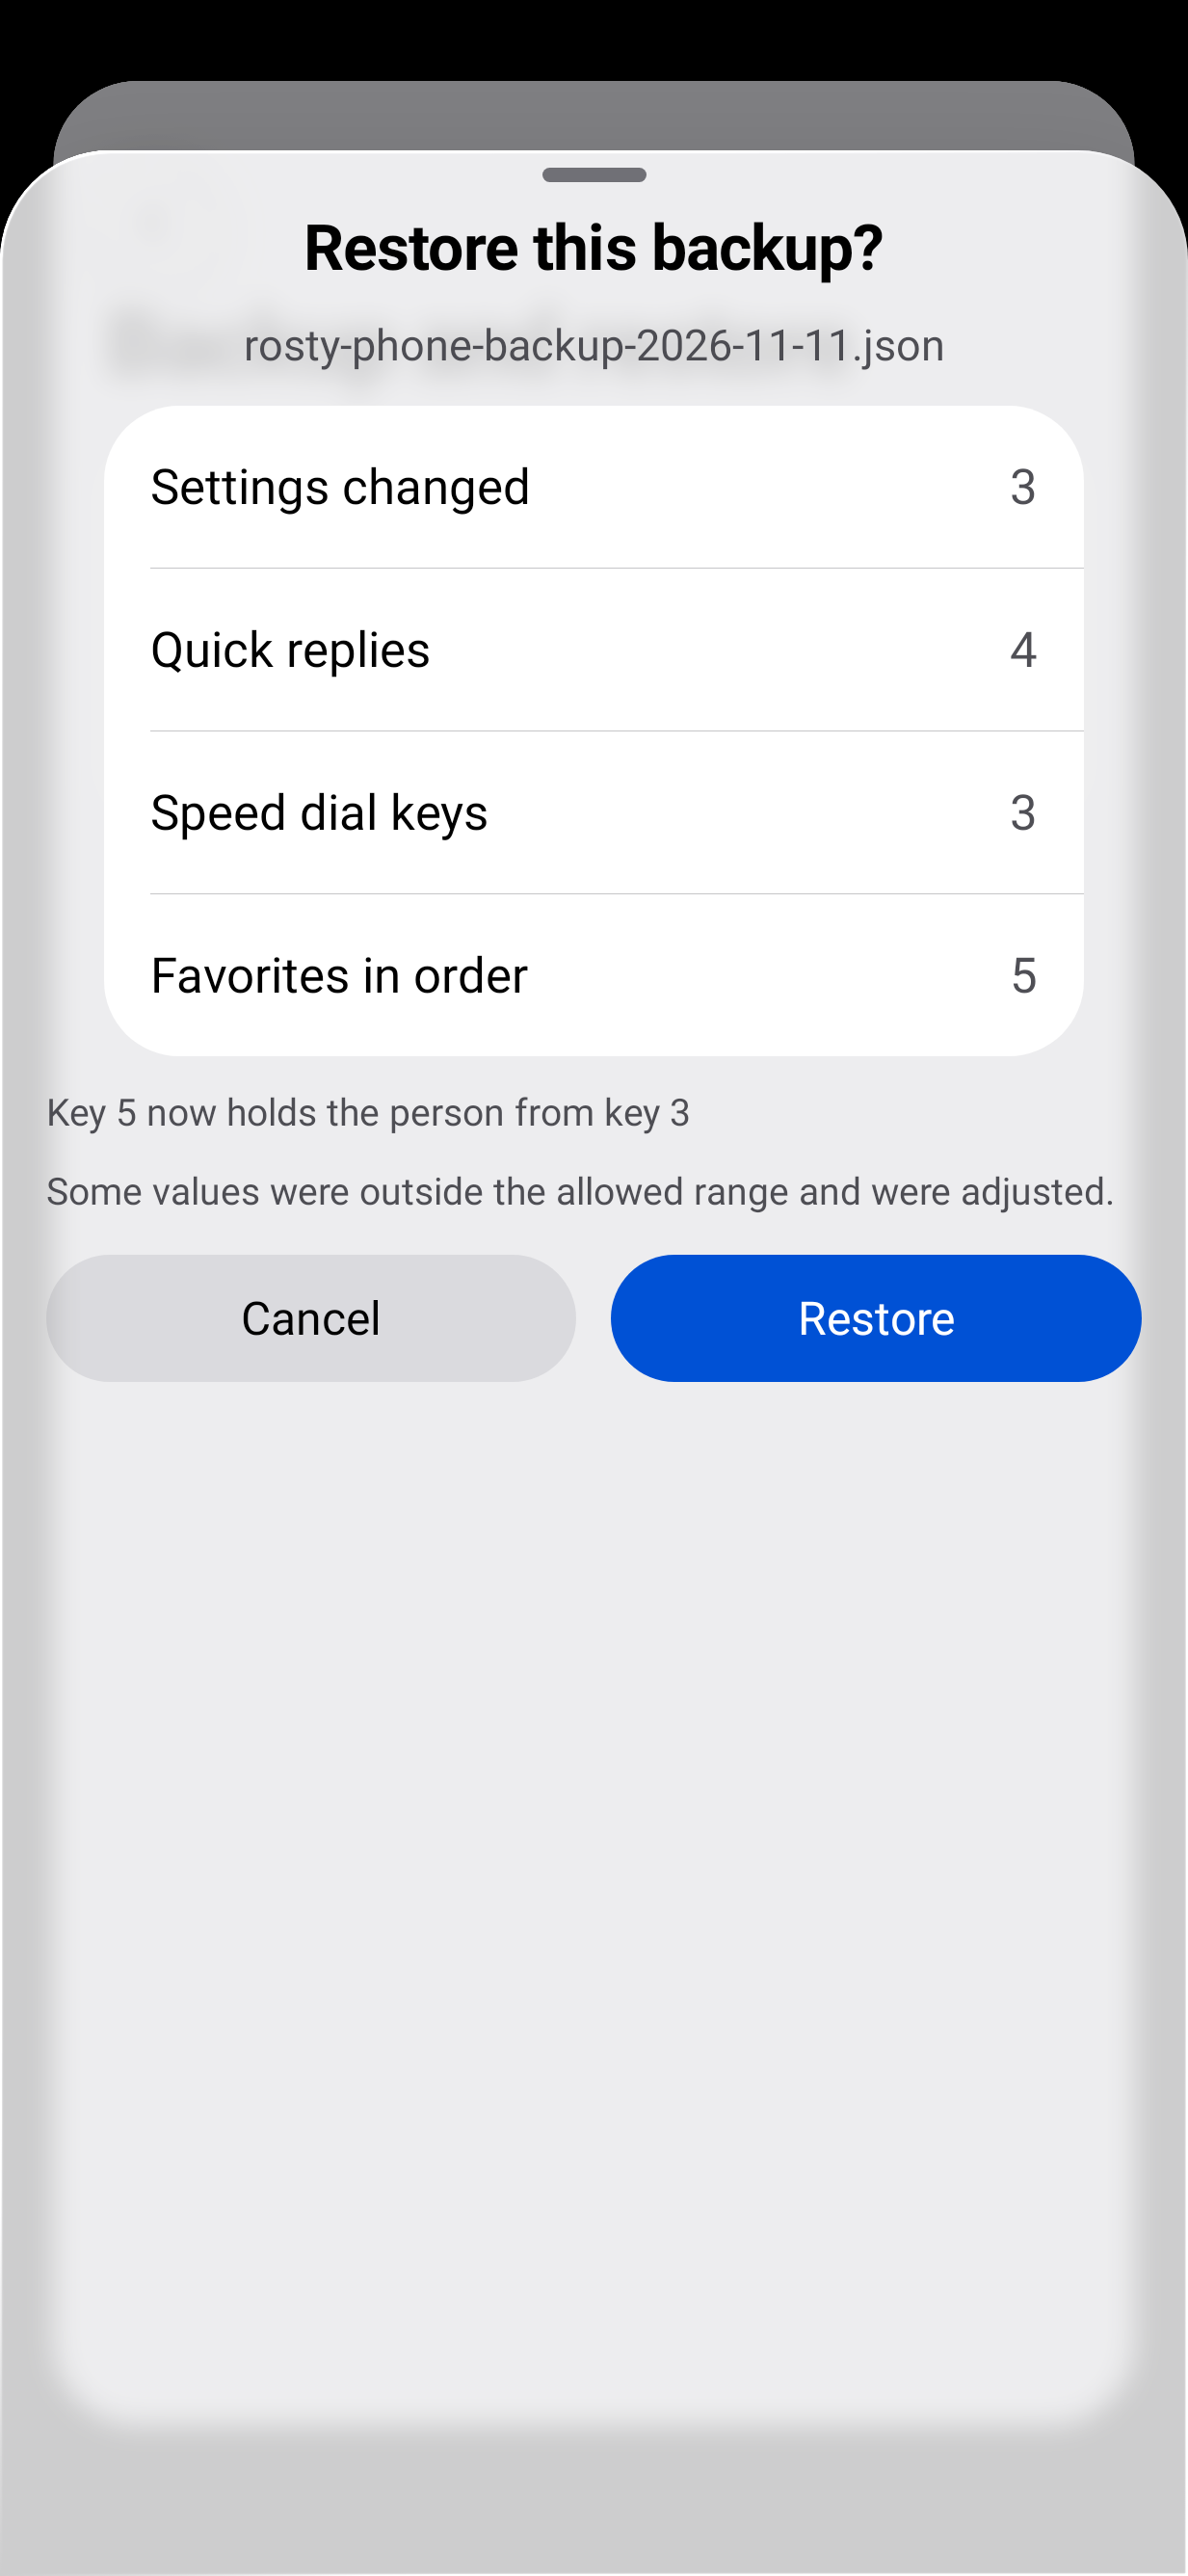 Restore this backup?
rosty-phone-backup-2026-11-11.json
Settings changed 3
Quick replies 4
Speed dial keys 3
Favorites in order 5
Key 5 now holds the person from key 3
Some values were outside the allowed range and were adjusted.
Cancel Restore